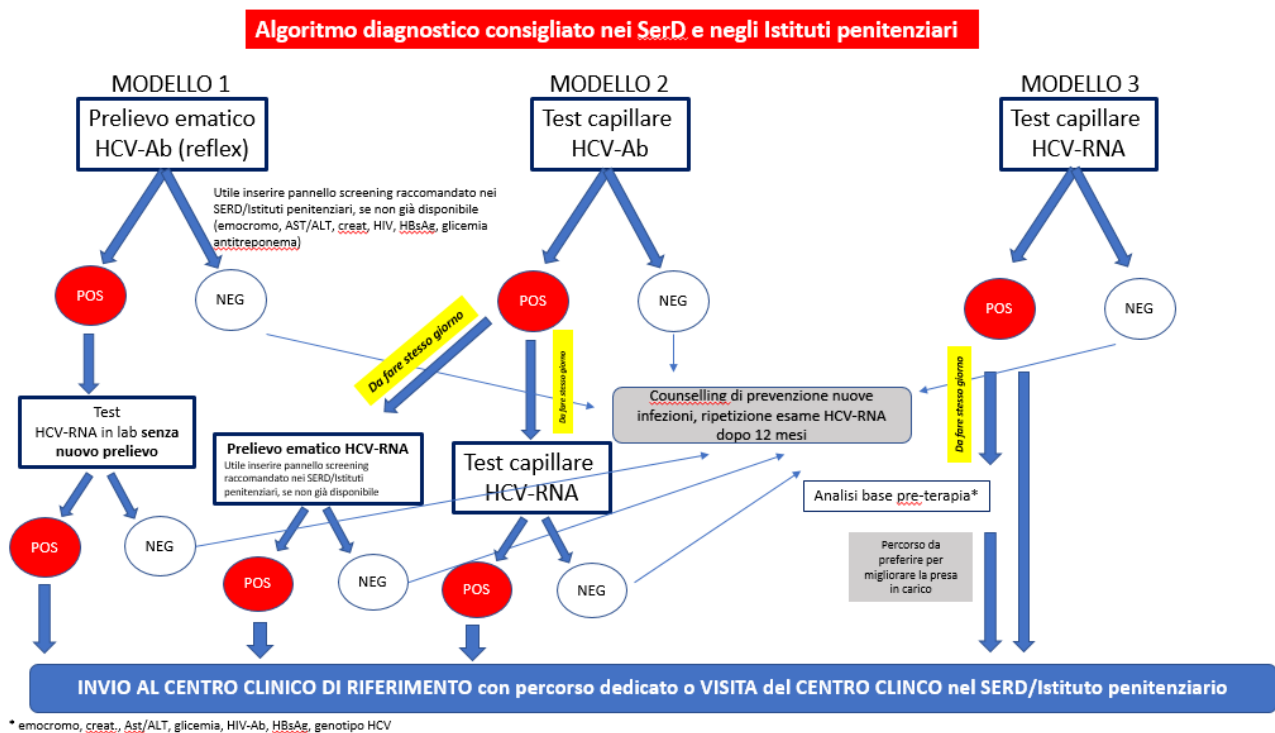 Algoritmo diagnostico consigliato nei SerD e negli Istituti penitenziari
MODELLO 1
Prelievo ematico
HCV-Ab (reflex)
MODELLO 2
Test capillare
HCV-Ab
MODELLO 3
Test capillare
HCV-RNA
Utile inserire pannello screening raccomandato nei
SERD/Istituti penitenziari, se non già disponibile
(emocromo, AST/ALT, creat, HIV, HBsAg, glicemia
antitreponema)
POS
NEG
POS
NEG
POS
NEG
Da fare stesso giorno
Da fare stesso giorno
Da fare stesso giorno
Counselling di prevenzione nuove
infezioni, ripetizione esame HCV-RNA
dopo 12 mesi
Test
HCV-RNA in lab senza
nuovo prelievo
Prelievo ematico HCV-RNA
Utile inserire pannello screening
raccomandato nei SERD/Istituti
penitenziari, se non già disponibile
Test capillare
HCV-RNA
Analisi base pre-terapia*
Percorso da
preferire per
migliorare la presa
in carico
POS
NEG
POS
NEG
POS
NEG
INVIO AL CENTRO CLINICO DI RIFERIMENTO con percorso dedicato o VISITA del CENTRO CLINCO nel SERD/Istituto penitenziario
* emocromo, creat., Ast/ALT, glicemia, HIV-Ab, HBsAg, genotipo HCV